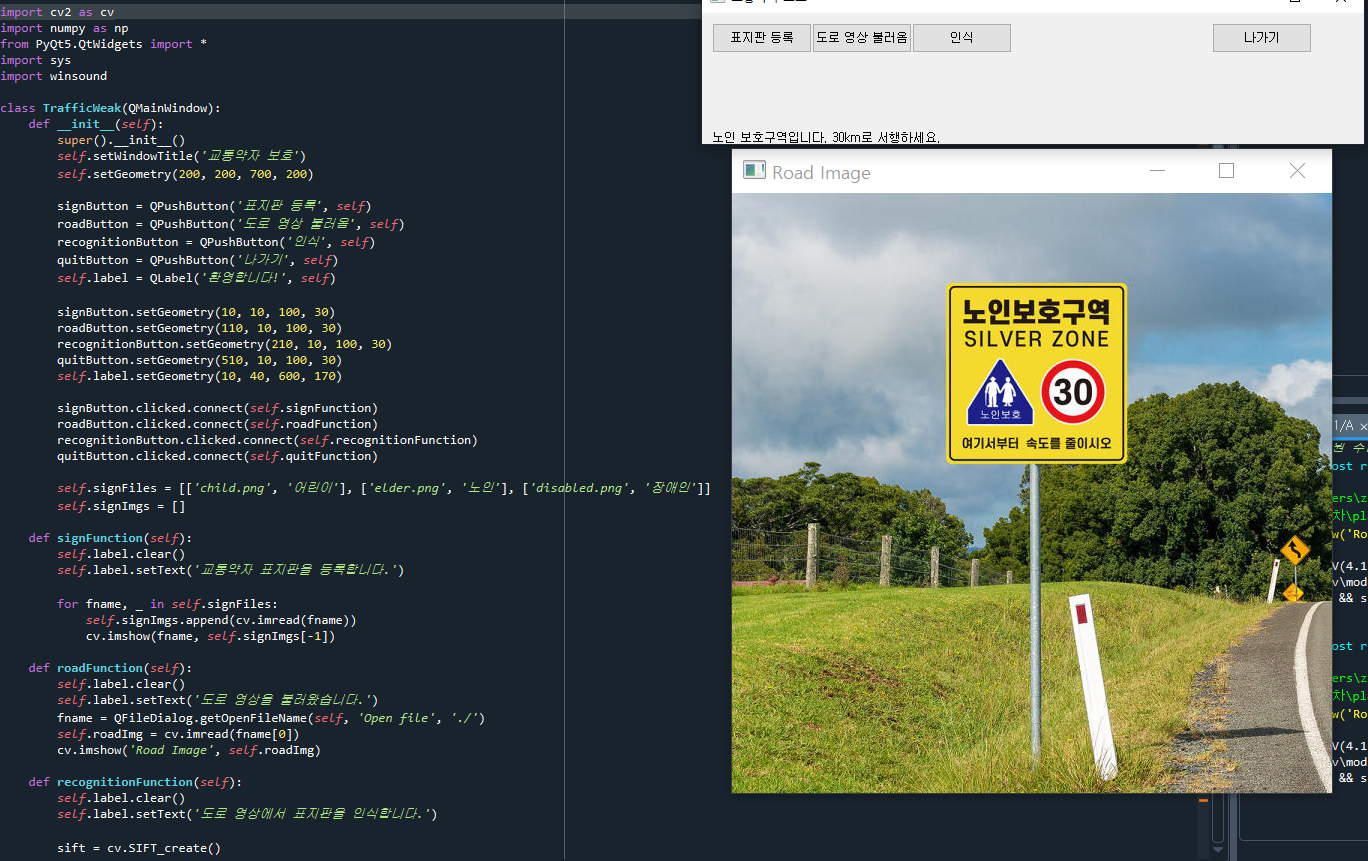 import cv2 as cv
import numpy as np
from PyQt5.QtWidgets import *
import sys
import winsound
class TrafficWeak(QMainWindow):
def __init__(self):
super().__init__()
self.setWindowTitle('교통약자 보호')
self.setGeometry(200, 200, 700, 200)
signButton = QPushButton('표지판 등록', self)
roadButton = QPushButton('도로 영상 불러옴', self)
recognitionButton = QPushButton('인식', self)
quitButton = QPushButton('나가기', self)
self.label = QLabel('환영합니다!', self)
signButton.setGeometry(10, 10, 100, 30)
roadButton.setGeometry(110, 10, 100, 30)
recognitionButton.setGeometry(210, 10, 100, 30)
quitButton.setGeometry(510, 10, 100, 30)
self.label.setGeometry(10, 40, 600, 170)
signButton.clicked.connect(self.signFunction)
roadButton.clicked.connect(self.roadFunction)
recognitionButton.clicked.connect(self.recognitionFunction)
quitButton.clicked.connect(self.quitFunction)
self.signFiles = [['child.png', '어린이'], ['elder.png', '노인'], ['disabled.png', '장애인']]
self.signImgs = []
def signFunction(self):
self.label.clear()
self.label.setText('교통약자 표지판을 등록합니다.')
for fname, _ in self.signFiles:
self.signImgs.append(cv.imread(fname))
cv.imshow(fname, self.signImgs[-1])
def roadFunction(self):
self.label.clear()
self.label.setText('도로 영상을 불러왔습니다.')
fname = QFileDialog.getOpenFileName(self, 'Open file', './')
self.roadImg = cv.imread(fname[0])
cv.imshow('Road Image', self.roadImg)
def recognitionFunction(self):
self.label.clear()
self.label.setText('도로 영상에서 표지판을 인식합니다.')
sift = cv.SIFT_create()
표지판 등록
도로 영상 불러옴
인식
나가기
노인 보호구역입니다. 30km로 서행하세요.
Road Image
노인보호구역
SILVER ZONE
노인보호
30
여기서부터 속도를 줄이시오
1/A
ost r
ers\z
차\pl
w('Ro
V(4.1
v\mod
&& s
ost r
ers\z
차\pl
w('Ro
V(4.1
v\mod
&& s